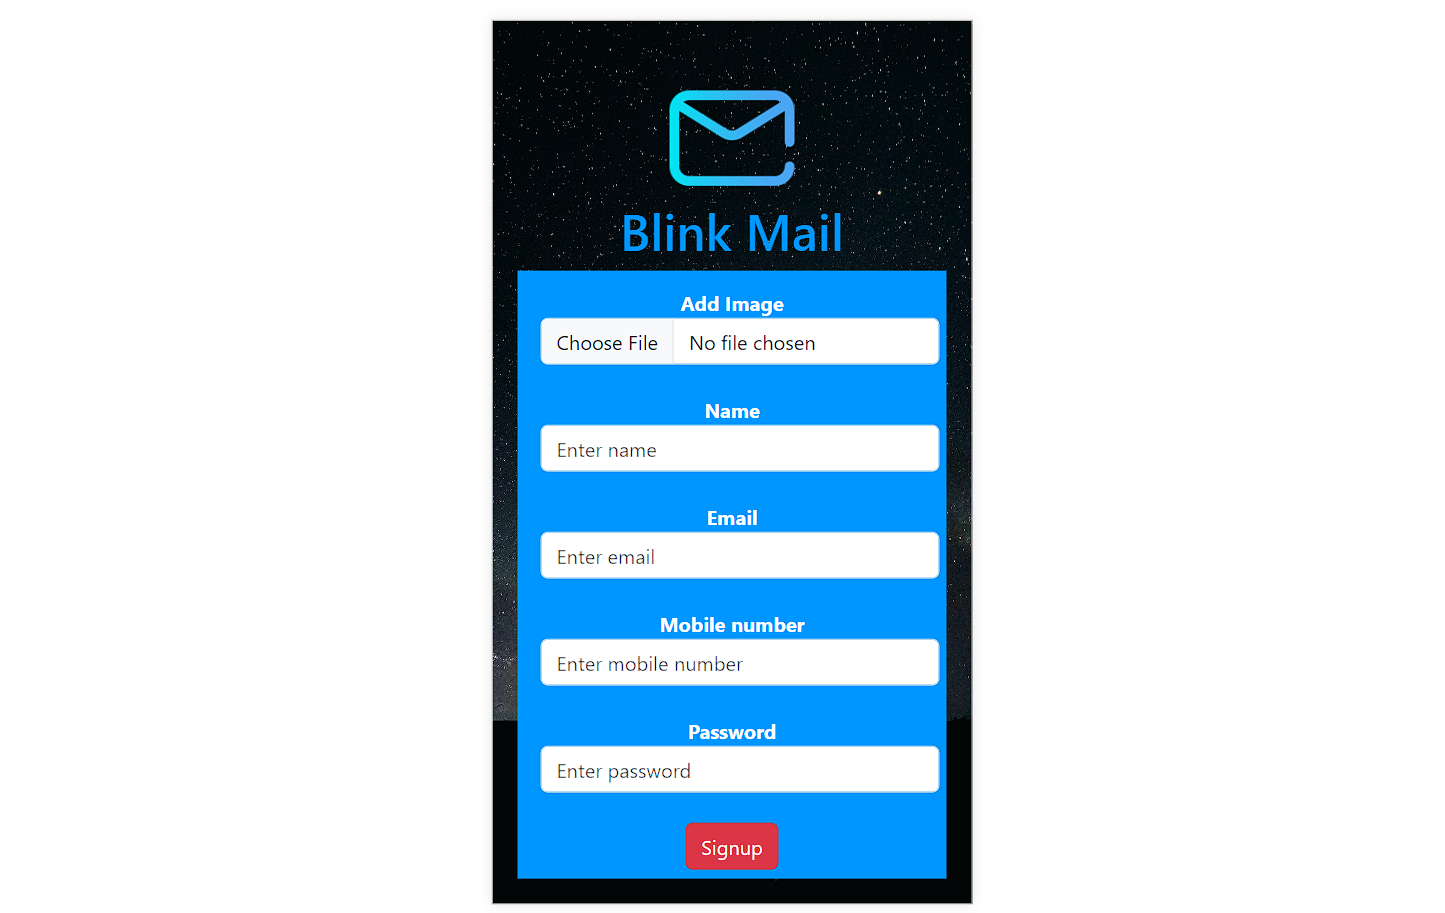 Blink Mail
Add Image
Choose File No file chosen
Name
Enter name
Email
Enter email
Mobile number
Enter mobile number
Password
Enter password
Signup